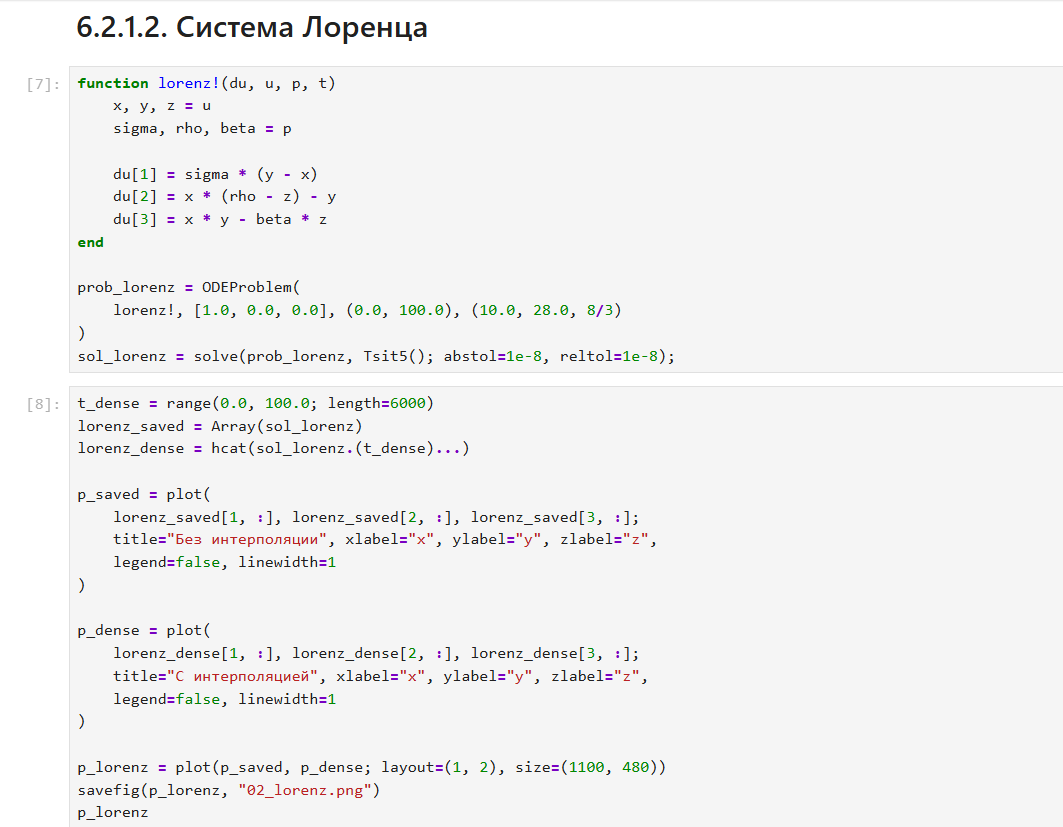 6.2.1.2. Система Лоренца
[7]:
function lorenz!(du, u, p, t)
    x, y, z = u
    sigma, rho, beta = p

    du[1] = sigma * (y - x)
    du[2] = x * (rho - z) - y
    du[3] = x * y - beta * z
end

prob_lorenz = ODEProblem(
    lorenz!, [1.0, 0.0, 0.0], (0.0, 100.0), (10.0, 28.0, 8/3)
)
sol_lorenz = solve(prob_lorenz, Tsit5(); abstol=1e-8, reltol=1e-8);
[8]:
t_dense = range(0.0, 100.0; length=6000)
lorenz_saved = Array(sol_lorenz)
lorenz_dense = hcat(sol_lorenz.(t_dense)...)

p_saved = plot(
    lorenz_saved[1, :], lorenz_saved[2, :], lorenz_saved[3, :];
    title="Без интерполяции", xlabel="x", ylabel="y", zlabel="z",
    legend=false, linewidth=1
)

p_dense = plot(
    lorenz_dense[1, :], lorenz_dense[2, :], lorenz_dense[3, :];
    title="С интерполяцией", xlabel="x", ylabel="y", zlabel="z",
    legend=false, linewidth=1
)

p_lorenz = plot(p_saved, p_dense; layout=(1, 2), size=(1100, 480))
savefig(p_lorenz, "02_lorenz.png")
p_lorenz